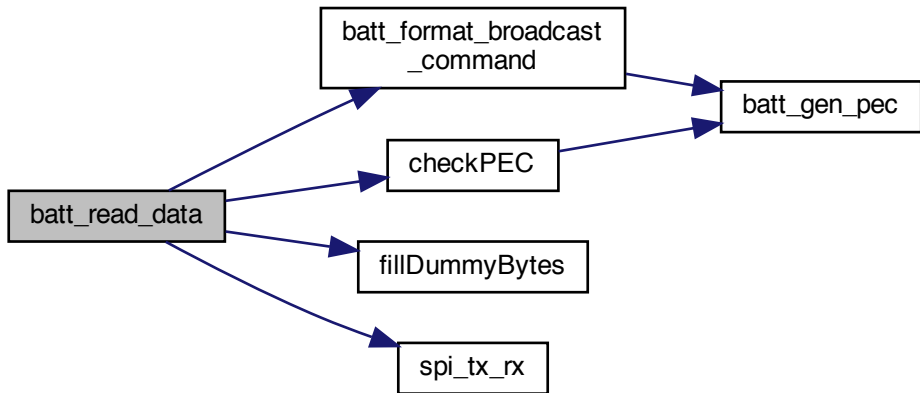 batt_format_broadcast
_command
batt_gen_pec
checkPEC
batt_read_data
fillDummyBytes
spi_tx_rx